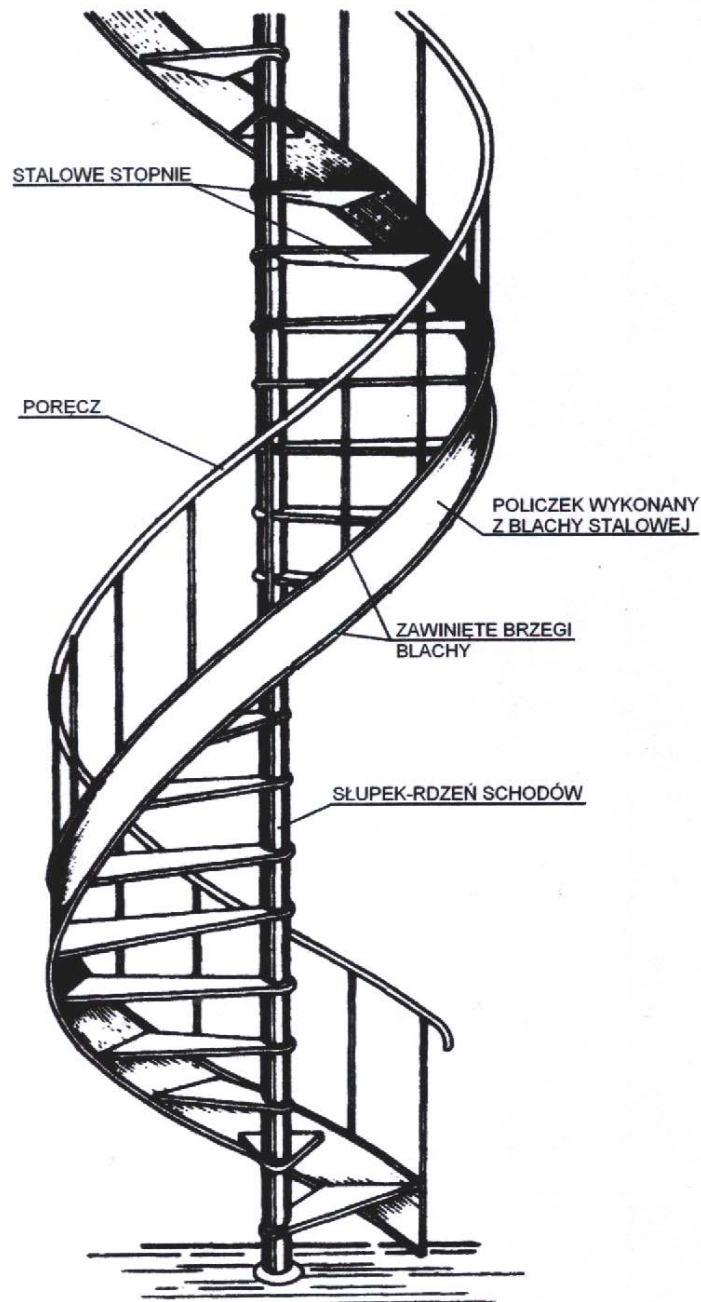 STALOWE STOPNIE
PORĘCZ
POLICZEK WYKONANY
Z BLACHY STALOWEJ
ZAWINIĘTE BRZEGI
BLACHY
SŁUPEK-RDZEŃ SCHODÓW